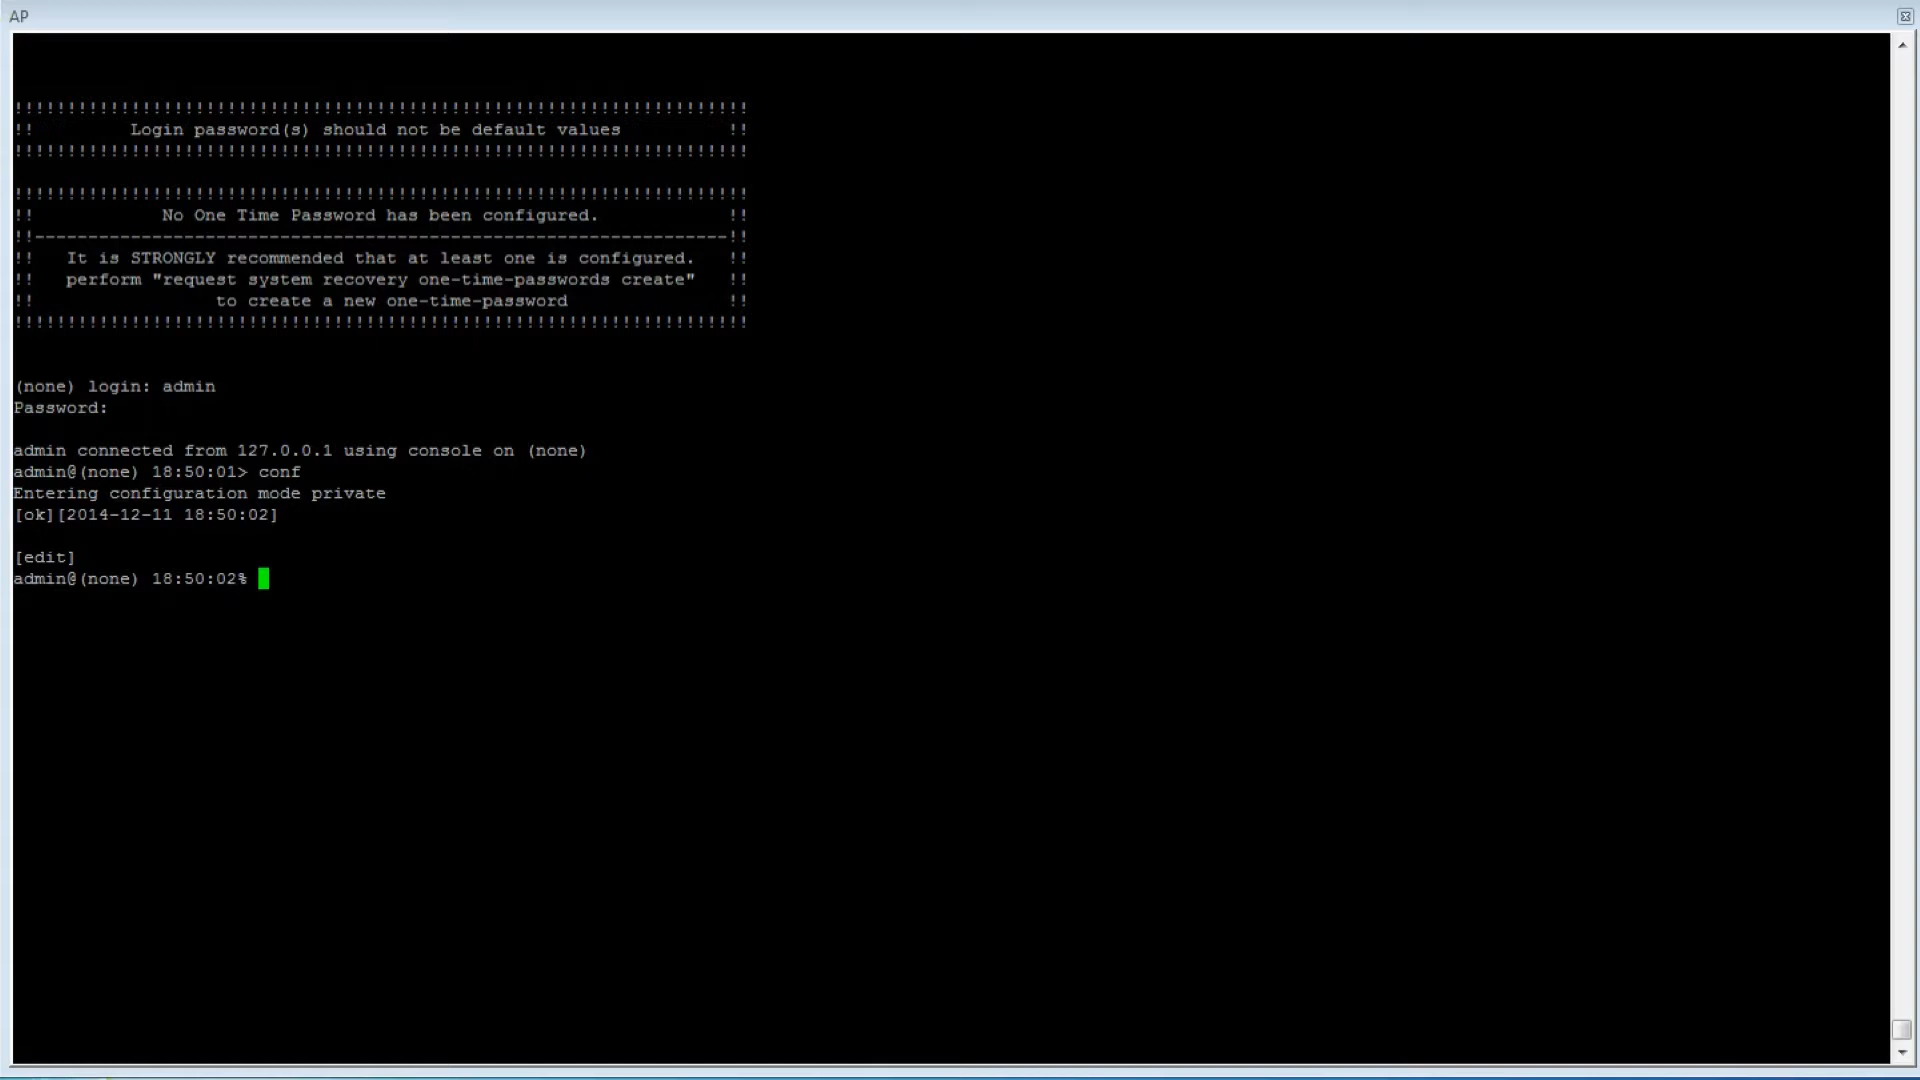 AP
!!!!!!!!!!!!!!!!!!!!!!!!!!!!!!!!!!!!!!!!!!!!!!!!!!!!!!!!!!!!!!!!!!!!!
!! Login password(s) should not be default values !!
!!!!!!!!!!!!!!!!!!!!!!!!!!!!!!!!!!!!!!!!!!!!!!!!!!!!!!!!!!!!!!!!!!!!!
!!!!!!!!!!!!!!!!!!!!!!!!!!!!!!!!!!!!!!!!!!!!!!!!!!!!!!!!!!!!!!!!!!!!!
!! No One Time Password has been configured. !!
!!-----------------------------------------------------------------!!
!! It is STRONGLY recommended that at least one is configured. !!
!! perform "request system recovery one-time-passwords create" !!
!! to create a new one-time-password !!
!!!!!!!!!!!!!!!!!!!!!!!!!!!!!!!!!!!!!!!!!!!!!!!!!!!!!!!!!!!!!!!!!!!!!
(none) login: admin
Password:
admin connected from 127.0.0.1 using console on (none)
admin@(none) 18:50:01> conf
Entering configuration mode private
[ok][2014-12-11 18:50:02]
[edit]
admin@(none) 18:50:02%